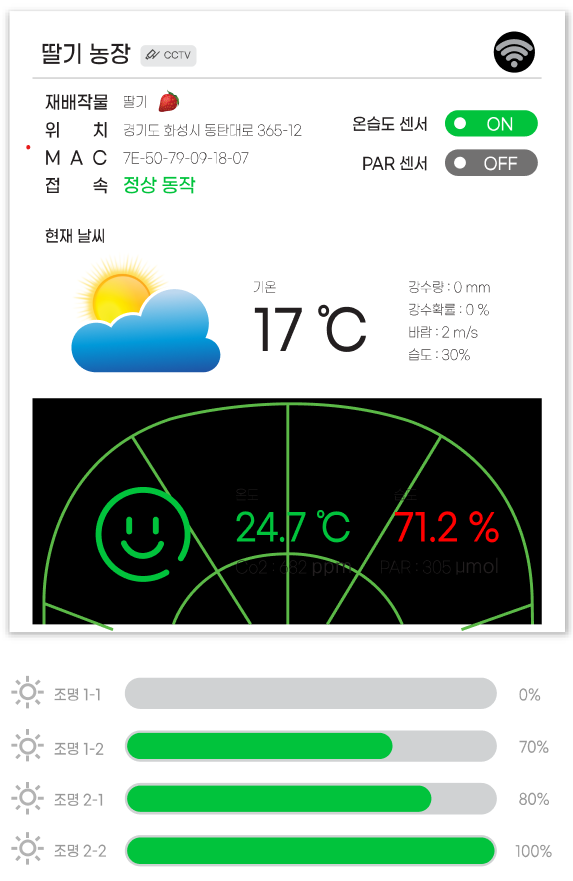 딸기 농장 CCTV
재배작물 딸기
위 치 경기도 화성시 동탄대로 365-12
온습도 센서 ON
M A C 7E-50-79-09-18-07
PAR 센서 OFF
접 속 정상 동작
현재 날씨
기온
17 ℃
강수량 : 0 mm
강수확률 : 0 %
바람 : 2 m/s
습도 : 30%
온도
24.7 ℃
71.2 %
Co2 : 632 ppm
PAR : 305 μmol
조명 1-1 0%
조명 1-2 70%
조명 2-1 80%
조명 2-2 100%